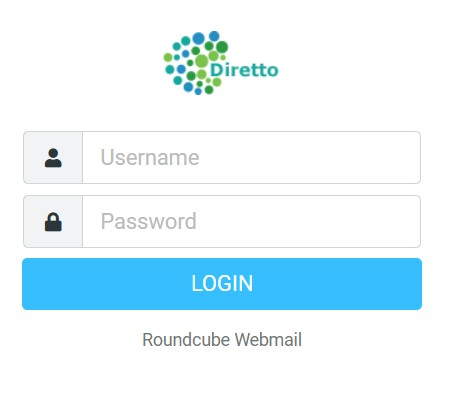 Diretto
Username
Password
LOGIN
Roundcube Webmail